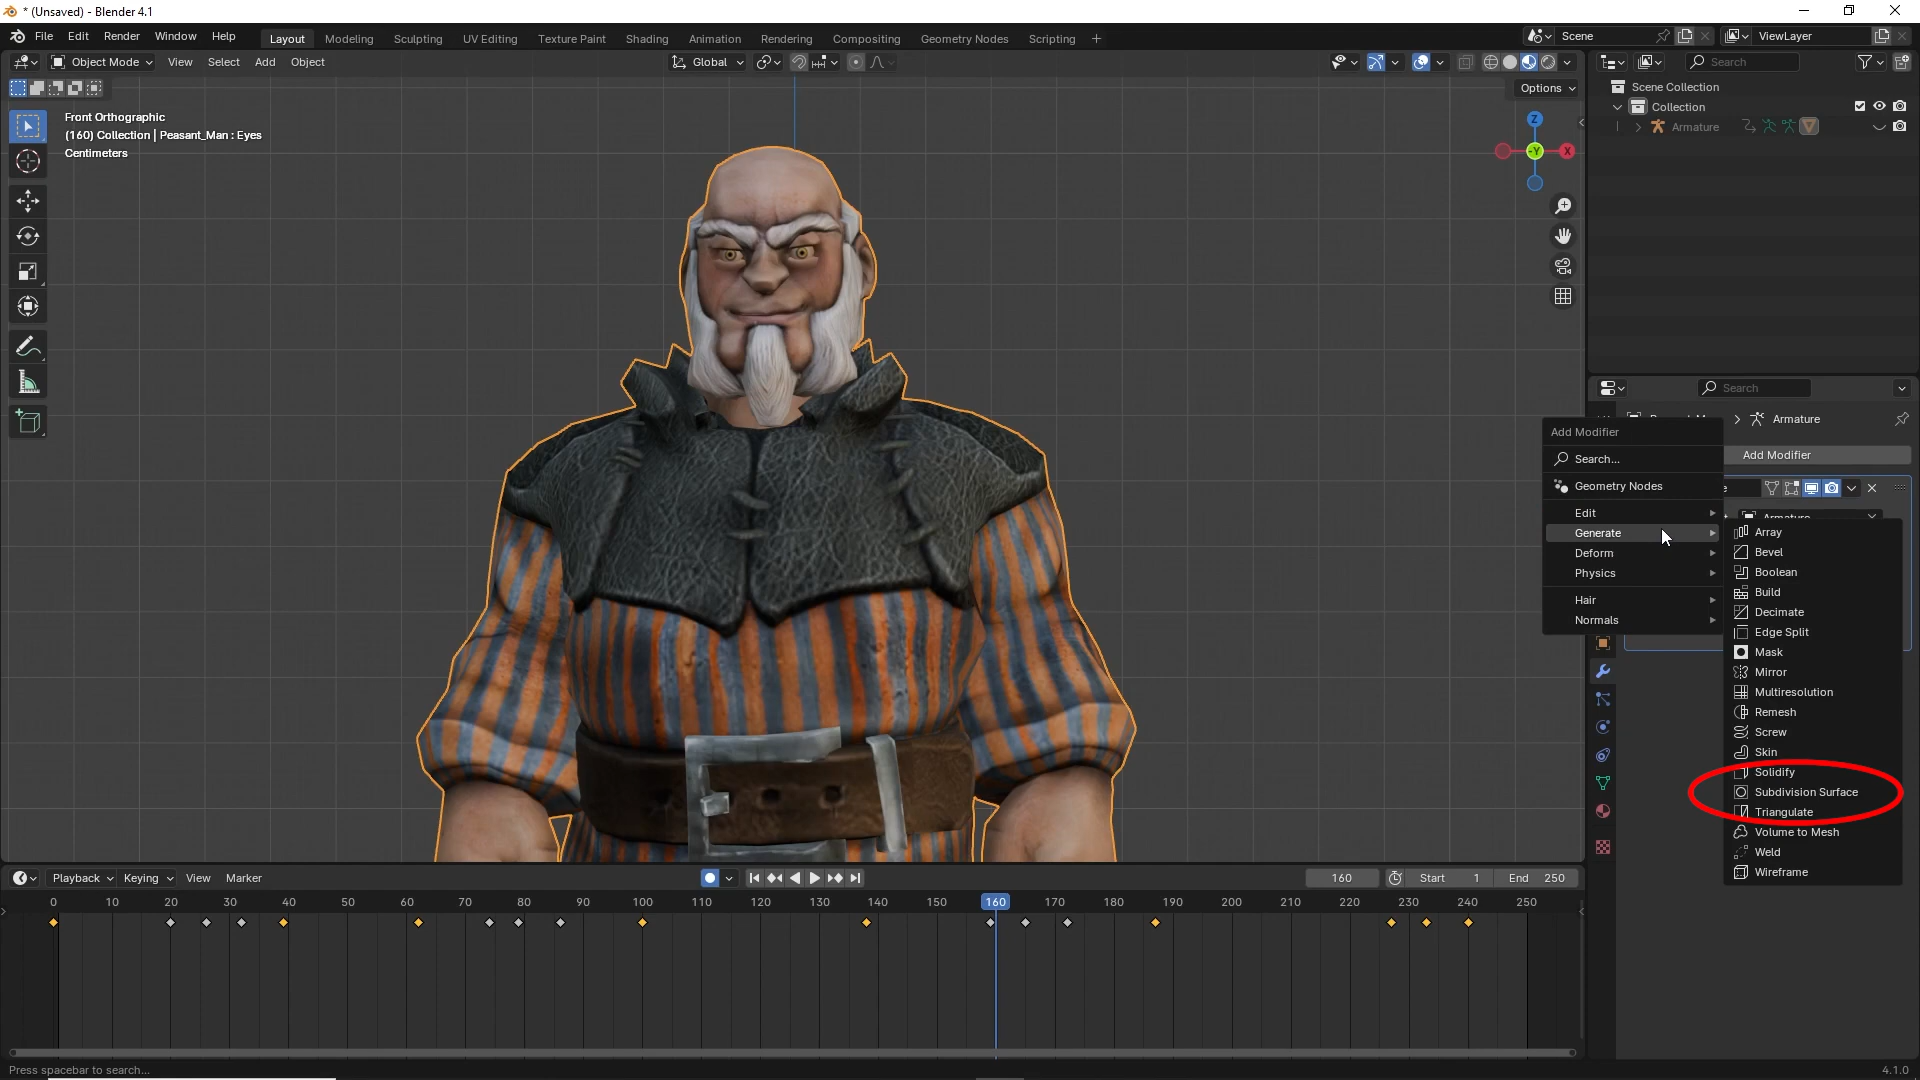 * (Unsaved) - Blender 4.1
File Edit Render Window Help
Layout Modeling Sculpting UV Editing Texture Paint Shading Animation Rendering Compositing Geometry Nodes Scripting +
Scene
ViewLayer
Object Mode View Select Add Object
Global
Search
Options
Scene Collection
Collection
Armature
Front Orthographic
(160) Collection | Peasant_Man : Eyes
Centimeters
Z
-Y
X
Search
Armature
Add Modifier
Armature
Add Modifier
Search...
Geometry Nodes
Edit
Generate
Deform
Physics
Hair
Normals
Array
Bevel
Boolean
Build
Decimate
Edge Split
Mask
Mirror
Multiresolution
Remesh
Screw
Skin
Solidify
Subdivision Surface
Triangulate
Volume to Mesh
Weld
Wireframe
Playback Keying View Marker
160 Start 1 End 250
0 10 20 30 40 50 60 70 80 90 100 110 120 130 140 150 160 170 180 190 200 210 220 230 240 250
Press spacebar to search...
4.1.0